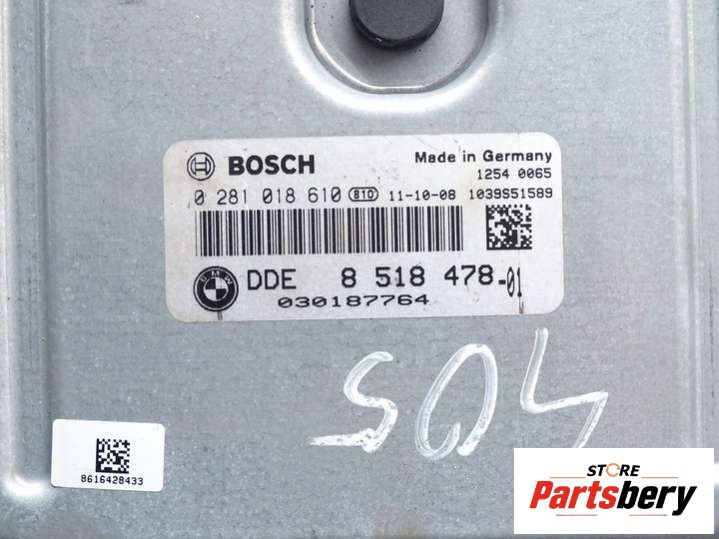 BOSCH
Made in Germany
1254 0065
0 281 018 610 810 11-10-08 1039S51589
BMW
DDE 8 518 478-01
030187764
8616428433
STORE
Partsbery